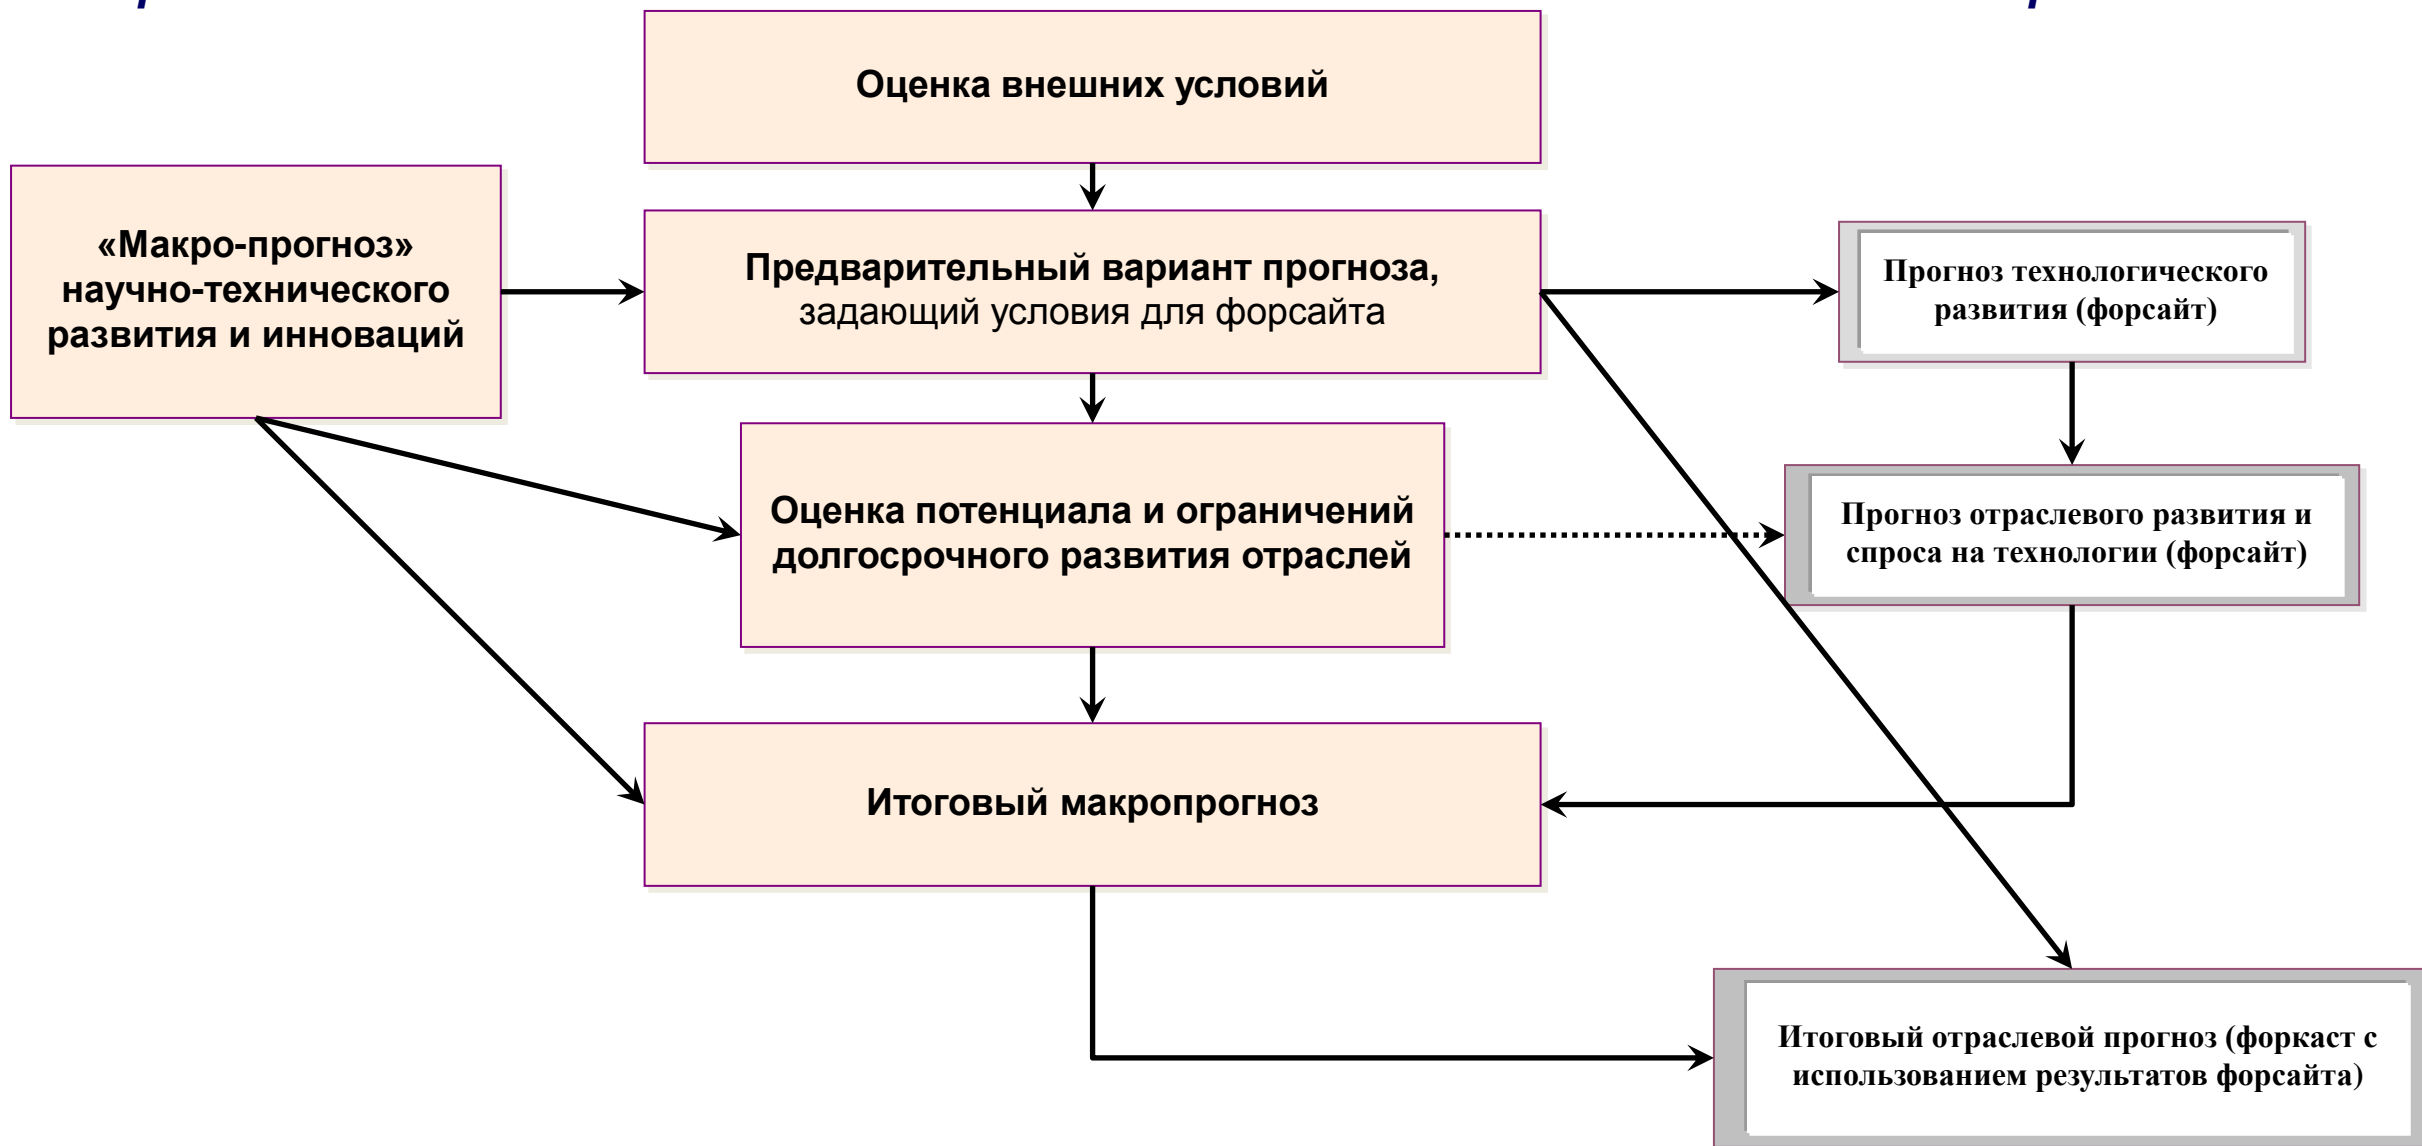 Оценка внешних условий
«Макро-прогноз»
научно-технического
развития и инноваций
Предварительный вариант прогноза,
задающий условия для форсайта
Прогноз технологического
развития (форсайт)
Оценка потенциала и ограничений
долгосрочного развития отраслей
Прогноз отраслевого развития и
спроса на технологии (форсайт)
Итоговый макропрогноз
Итоговый отраслевой прогноз (форкаст с
использованием результатов форсайта)